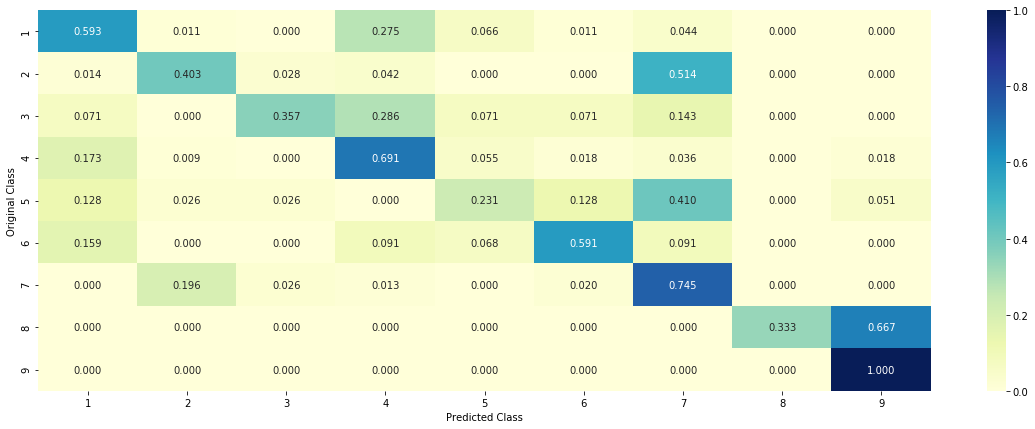 1 0.593 0.011 0.000 0.275 0.066 0.011 0.044 0.000 0.000
2 0.014 0.403 0.028 0.042 0.000 0.000 0.514 0.000 0.000
3 0.071 0.000 0.357 0.286 0.071 0.071 0.143 0.000 0.000
4 0.173 0.009 0.000 0.691 0.055 0.018 0.036 0.000 0.018
5 0.128 0.026 0.026 0.000 0.231 0.128 0.410 0.000 0.051
6 0.159 0.000 0.000 0.091 0.068 0.591 0.091 0.000 0.000
7 0.000 0.196 0.026 0.013 0.000 0.020 0.745 0.000 0.000
8 0.000 0.000 0.000 0.000 0.000 0.000 0.000 0.333 0.667
9 0.000 0.000 0.000 0.000 0.000 0.000 0.000 0.000 1.000
1 2 3 4 5 6 7 8 9
Predicted Class
Original Class
1.0
0.8
0.6
0.4
0.2
0.0